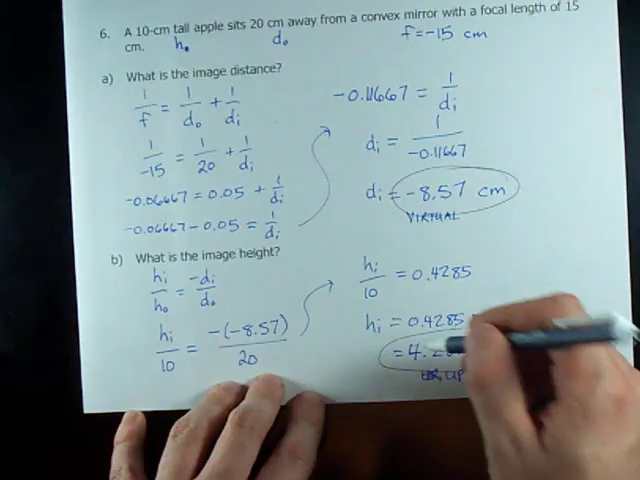 6. A 10-cm tall apple sits 20 cm away from a convex mirror with a focal length of 15
cm. hₒ dₒ f = -15 cm
a) What is the image distance?
1/f = 1/dₒ + 1/dᵢ
1/-15 = 1/20 + 1/dᵢ
-0.06667 = 0.05 + 1/dᵢ
-0.06667 - 0.05 = 1/dᵢ
-0.11667 = 1/dᵢ
dᵢ = 1/-0.11667
dᵢ = -8.57 cm
VIRTUAL
b) What is the image height?
hᵢ/hₒ = -dᵢ/dₒ
hᵢ/10 = -(-8.57)/20
hᵢ/10 = 0.4285
hᵢ = 0.4285
= 4.
UP